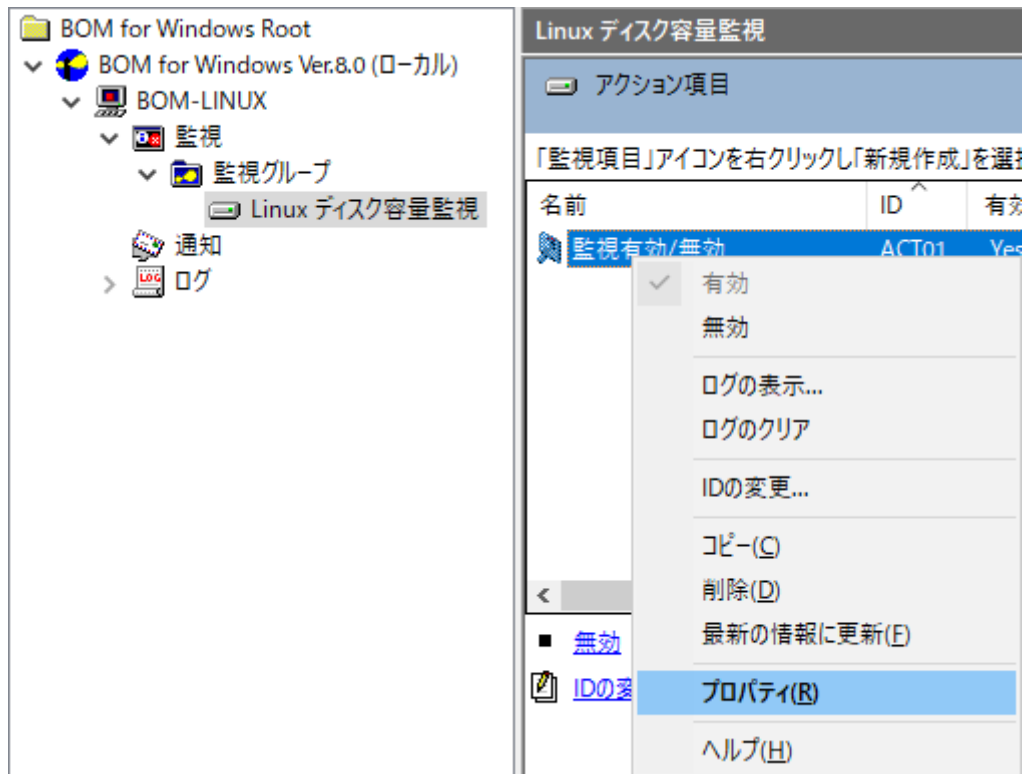 BOM for Windows Root
BOM for Windows Ver.8.0 (ローカル)
BOM-LINUX
監視
監視グループ
Linux ディスク容量監視
通知
ログ
Linux ディスク容量監視
アクション項目
「監視項目」アイコンを右クリックし「新規作成」を選
名前 ID 有効
監視有効/無効 ACT01 Yes
有効
無効
ログの表示...
ログのクリア
IDの変更...
コピー(C)
削除(D)
最新の情報に更新(F)
プロパティ(R)
ヘルプ(H)
無効
IDの変